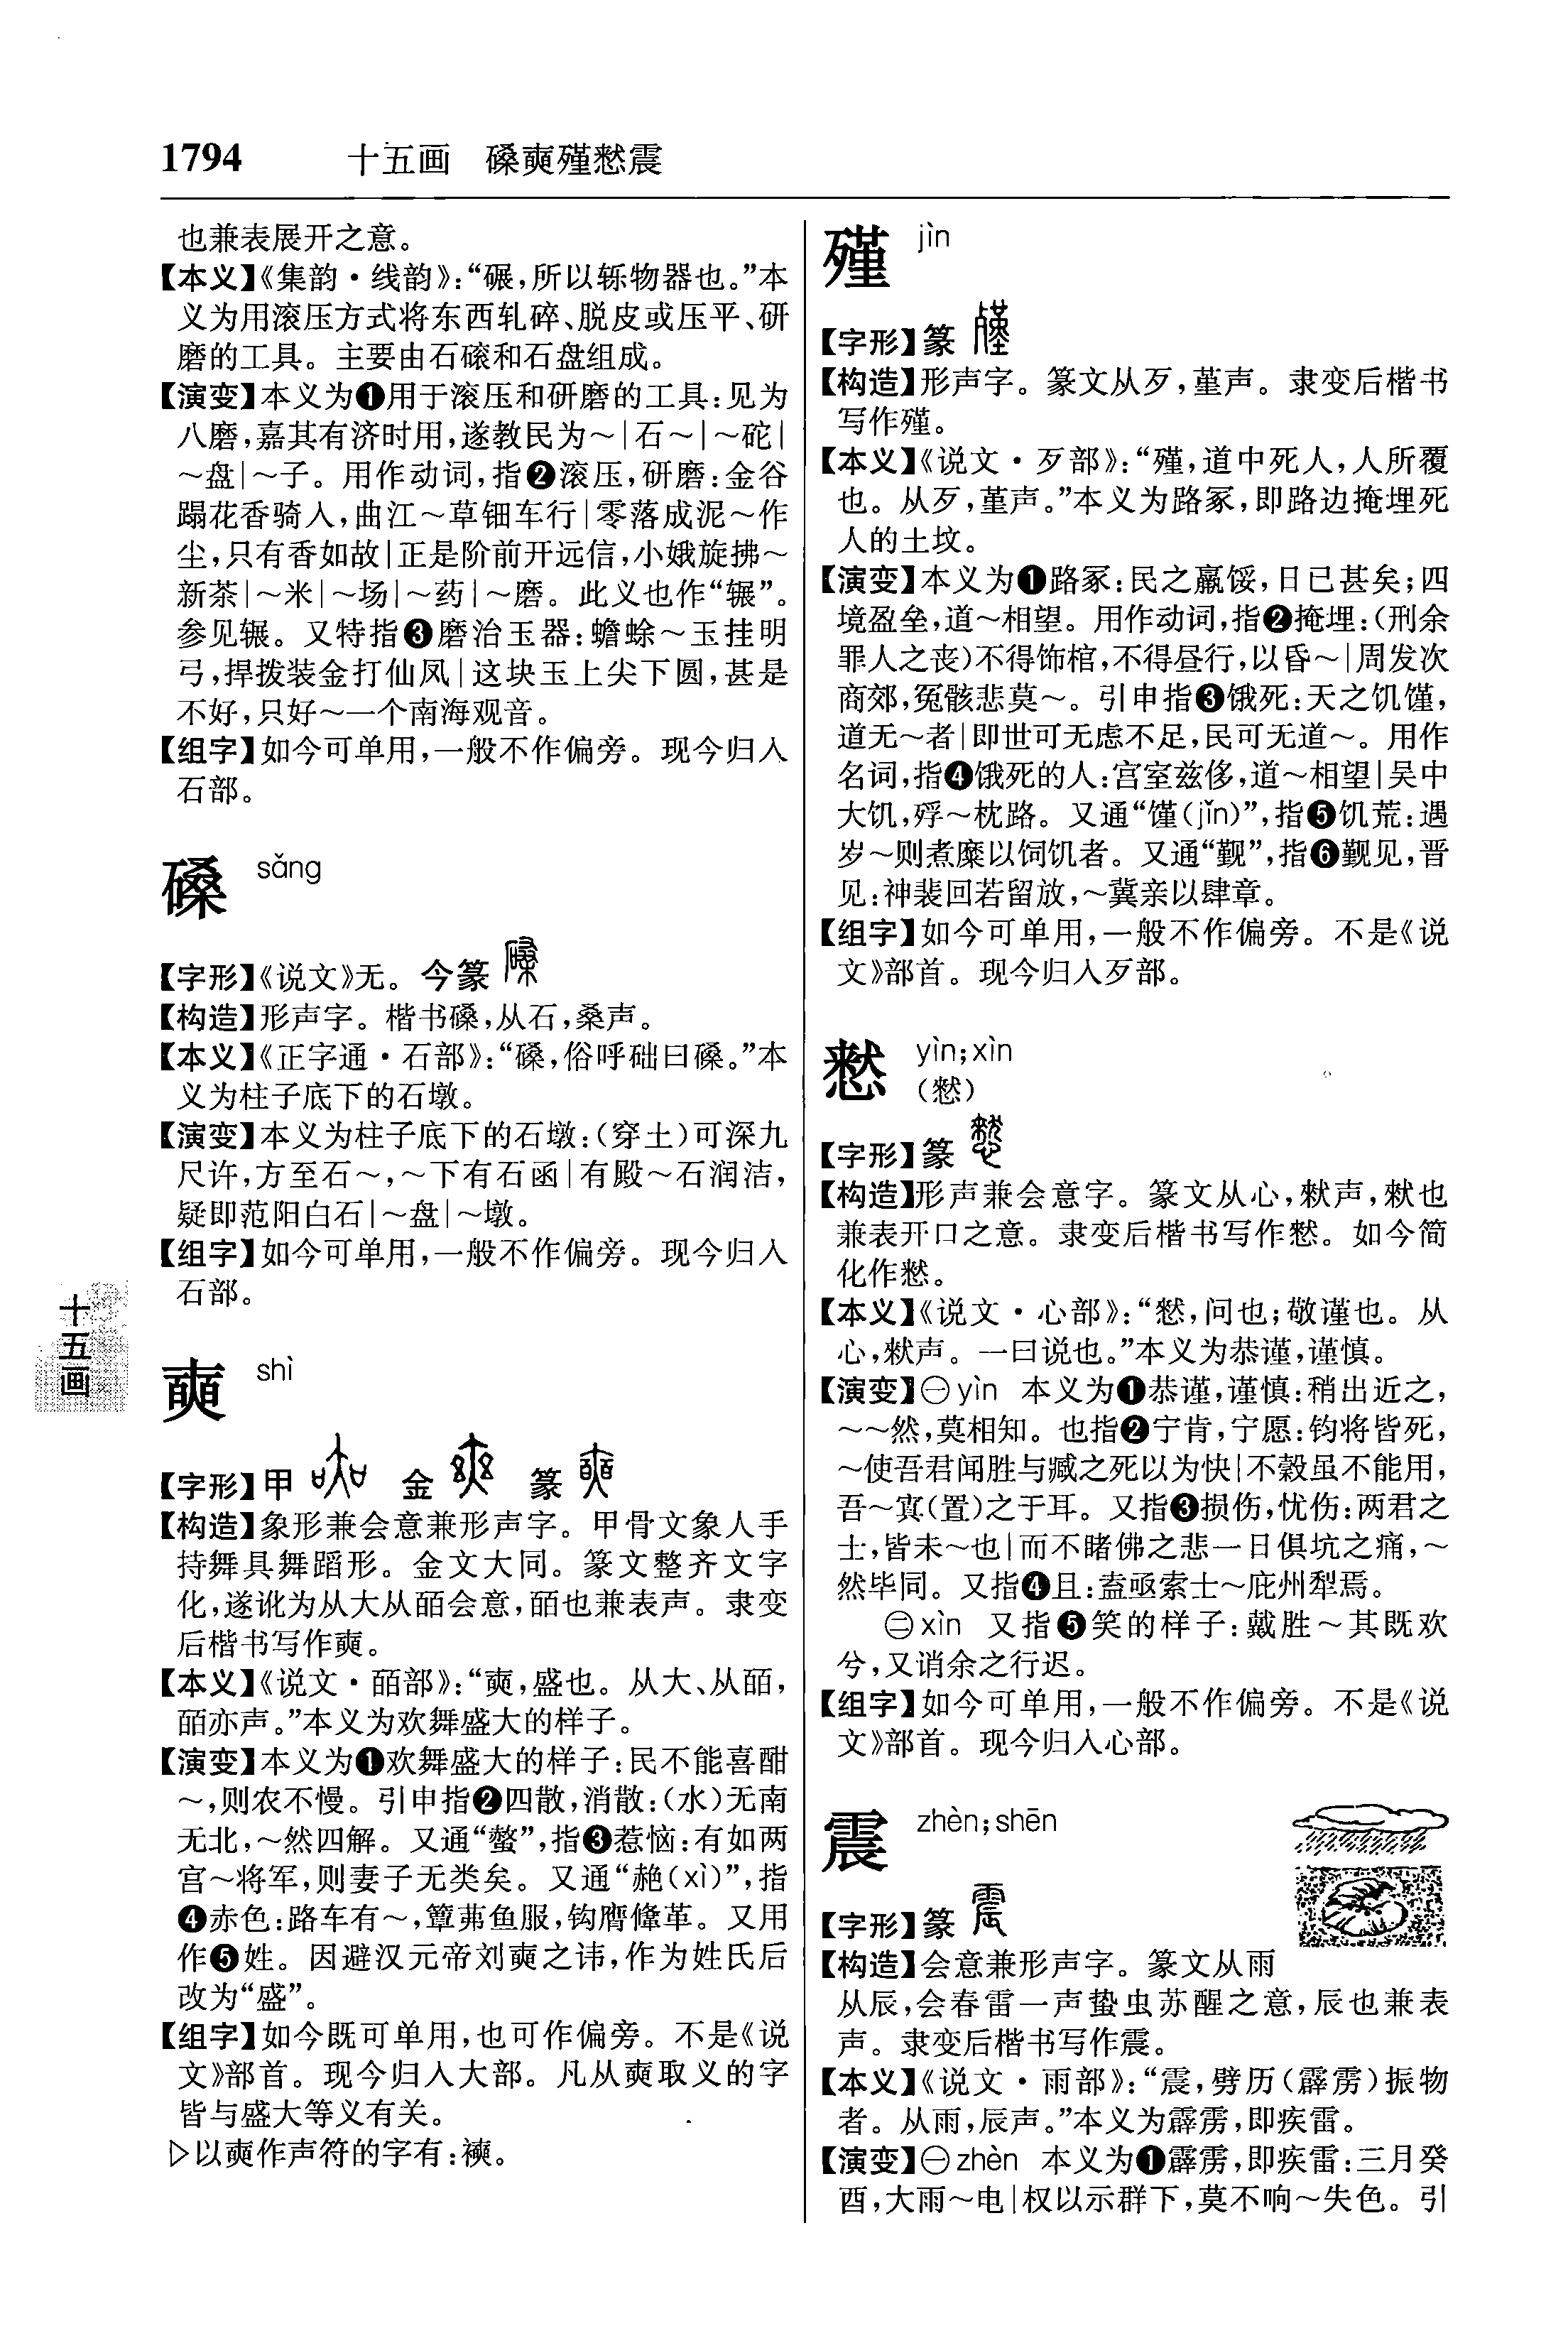 1794 十五画 磉奭殣慭震
也兼表展开之意。
【本义】《集韵·线韵》:“碾,所以轹物器也。”本
义为用滚压方式将东西轧碎、脱皮或压平、研
磨的工具。主要由石磙和石盘组成。
【演变】本义为❶用于滚压和研磨的工具:见为
八磨,嘉其有济时用,遂教民为～|石～|～砣|
～盘|～子。用作动词,指❷滚压,研磨:金谷
蹋花香骑入,曲江～草钿车行|零落成泥～作
尘,只有香如故|正是阶前开远信,小娥旋拂～
新茶|～米|～场|～药|～磨。此义也作“辗”。
参见辗。又特指❸磨治玉器:蟾蜍～玉挂明
弓,捍拨装金打仙凤|这块玉上尖下圆,甚是
不好,只好～一个南海观音。
【组字】如今可单用,一般不作偏旁。现今归入
石部。
磉 sǎng
【字形】《说文》无。今篆
【构造】形声字。楷书磉,从石,桑声。
【本义】《正字通·石部》:“磉,俗呼础曰磉。”本
义为柱子底下的石墩。
【演变】本义为柱子底下的石墩:(穿土)可深九
尺许,方至石～,～下有石函|有殿～石润洁,
疑即范阳白石|～盘|～墩。
【组字】如今可单用,一般不作偏旁。现今归入
石部。
十五画
奭 shì
【字形】甲 金 篆
【构造】象形兼会意兼形声字。甲骨文象人手
持舞具舞蹈形。金文大同。篆文整齐文字
化,遂讹为从大从皕会意,皕也兼表声。隶变
后楷书写作奭。
【本义】《说文·皕部》:“奭,盛也。从大、从皕,
皕亦声。”本义为欢舞盛大的样子。
【演变】本义为❶欢舞盛大的样子:民不能喜酣
～,则农不慢。引申指❷四散,消散:(水)无南
无北,～然四解。又通“螫”,指❸惹恼:有如两
宫～将军,则妻子无类矣。又通“赩(xì)”,指
❹赤色:路车有～,簟茀鱼服,钩膺鞗革。又用
作❺姓。因避汉元帝刘奭之讳,作为姓氏后
改为“盛”。
【组字】如今既可单用,也可作偏旁。不是《说
文》部首。现今归入大部。凡从奭取义的字
皆与盛大等义有关。
▷以奭作声符的字有:襫。
殣 jìn
【字形】篆
【构造】形声字。篆文从歹,堇声。隶变后楷书
写作殣。
【本义】《说文·歹部》:“殣,道中死人,人所覆
也。从歹,堇声。”本义为路冢,即路边掩埋死
人的土坟。
【演变】本义为❶路冢:民之羸馁,日已甚矣;四
境盈垒,道～相望。用作动词,指❷掩埋:(刑余
罪人之丧)不得饰棺,不得昼行,以昏～|周发次
商郊,冤骸悲莫～。引申指❸饿死:天之饥馑,
道无～者|即世可无虑不足,民可无道～。用作
名词,指❹饿死的人:宫室兹侈,道～相望|吴中
大饥,殍～枕路。又通“馑(jǐn)”,指❺饥荒:遇
岁～则煮糜以饲饥者。又通“觐”,指❻觐见,晋
见:神裴回若留放,～冀亲以肆章。
【组字】如今可单用,一般不作偏旁。不是《说
文》部首。现今归入歹部。
慭 yìn;xìn
(憖)
【字形】篆
【构造】形声兼会意字。篆文从心,猌声,猌也
兼表开口之意。隶变后楷书写作憖。如今简
化作慭。
【本义】《说文·心部》:“憖,问也;敬谨也。从
心,猌声。一曰说也。”本义为恭谨,谨慎。
【演变】㊀yìn 本义为❶恭谨,谨慎:稍出近之,
～～然,莫相知。也指❷宁肯,宁愿:钧将皆死,
～使吾君闻胜与臧之死以为快|不穀虽不能用,
吾～寘(置)之于耳。又指❸损伤,忧伤:两君之
士,皆未～也|而不睹佛之悲一日俱坑之痛,～
然毕同。又指❹且:盍亟索士～庇州犁焉。
㊁xìn 又指❺笑的样子:戴胜～其既欢
兮,又诮余之行迟。
【组字】如今可单用,一般不作偏旁。不是《说
文》部首。现今归入心部。
震 zhèn;shēn
【字形】篆
【构造】会意兼形声字。篆文从雨
从辰,会春雷一声蛰虫苏醒之意,辰也兼表
声。隶变后楷书写作震。
【本义】《说文·雨部》:“震,劈历(霹雳)振物
者。从雨,辰声。”本义为霹雳,即疾雷。
【演变】㊀zhèn 本义为❶霹雳,即疾雷:三月癸
酉,大雨～电|权以示群下,莫不响～失色。引